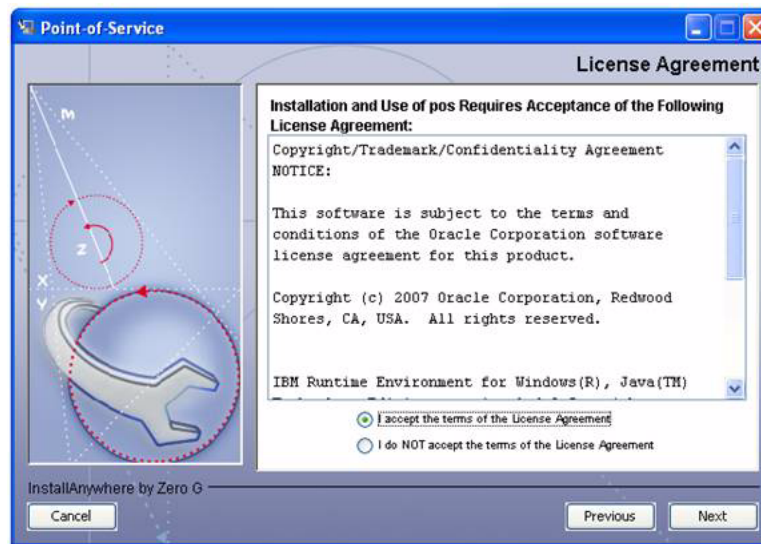 Point-of-Service
License Agreement
Installation and Use of pos Requires Acceptance of the Following
License Agreement:
Copyright/Trademark/Confidentiality Agreement
NOTICE:
This software is subject to the terms and
conditions of the Oracle Corporation software
license agreement for this product.
Copyright (c) 2007 Oracle Corporation, Redwood
Shores, CA, USA.  All rights reserved.
IBM Runtime Environment for Windows(R), Java(TM)
I accept the terms of the License Agreement
I do NOT accept the terms of the License Agreement
M
Z
X
Y
InstallAnywhere by Zero G
Cancel
Previous
Next